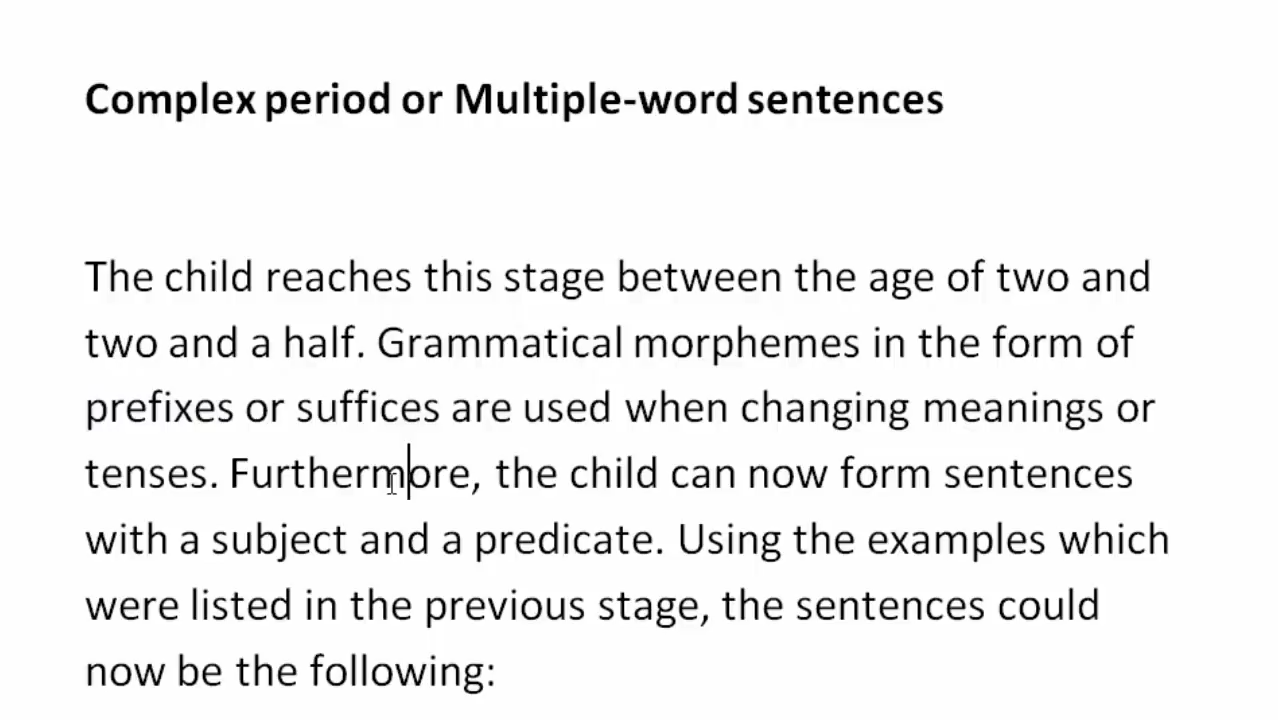 Complex period or Multiple-word sentences
The child reaches this stage between the age of two and
two and a half. Grammatical morphemes in the form of
prefixes or suffices are used when changing meanings or
tenses. Furthermore, the child can now form sentences
with a subject and a predicate. Using the examples which
were listed in the previous stage, the sentences could
now be the following: